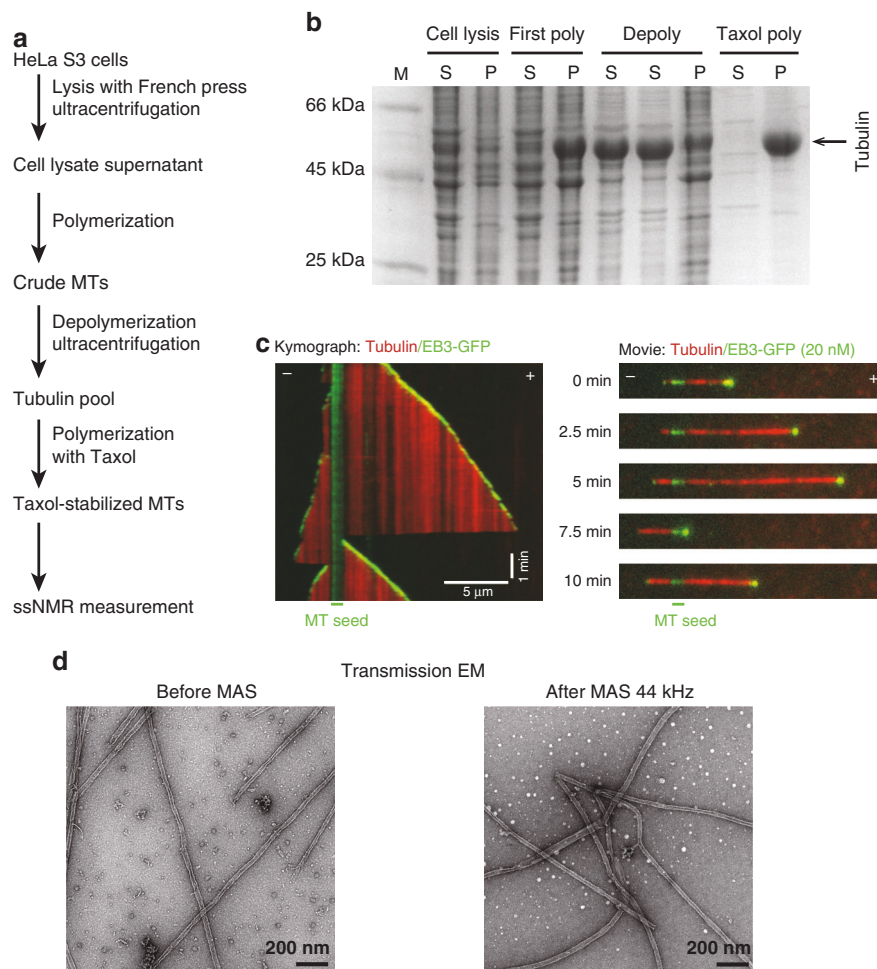 a
HeLa S3 cells
Lysis with French press
ultracentrifugation
Cell lysate supernatant
Polymerization
Crude MTs
Depolymerization
ultracentrifugation
Tubulin pool
Polymerization
with Taxol
Taxol-stabilized MTs
ssNMR measurement
b
Cell lysis First poly Depoly Taxol poly
M S P S P S S P S P
66 kDa
45 kDa
25 kDa
Tubulin
c Kymograph: Tubulin/EB3-GFP
– +
5 μm
1 min
MT seed
Movie: Tubulin/EB3-GFP (20 nM)
– +
0 min
2.5 min
5 min
7.5 min
10 min
MT seed
d
Transmission EM
Before MAS
200 nm
After MAS 44 kHz
200 nm